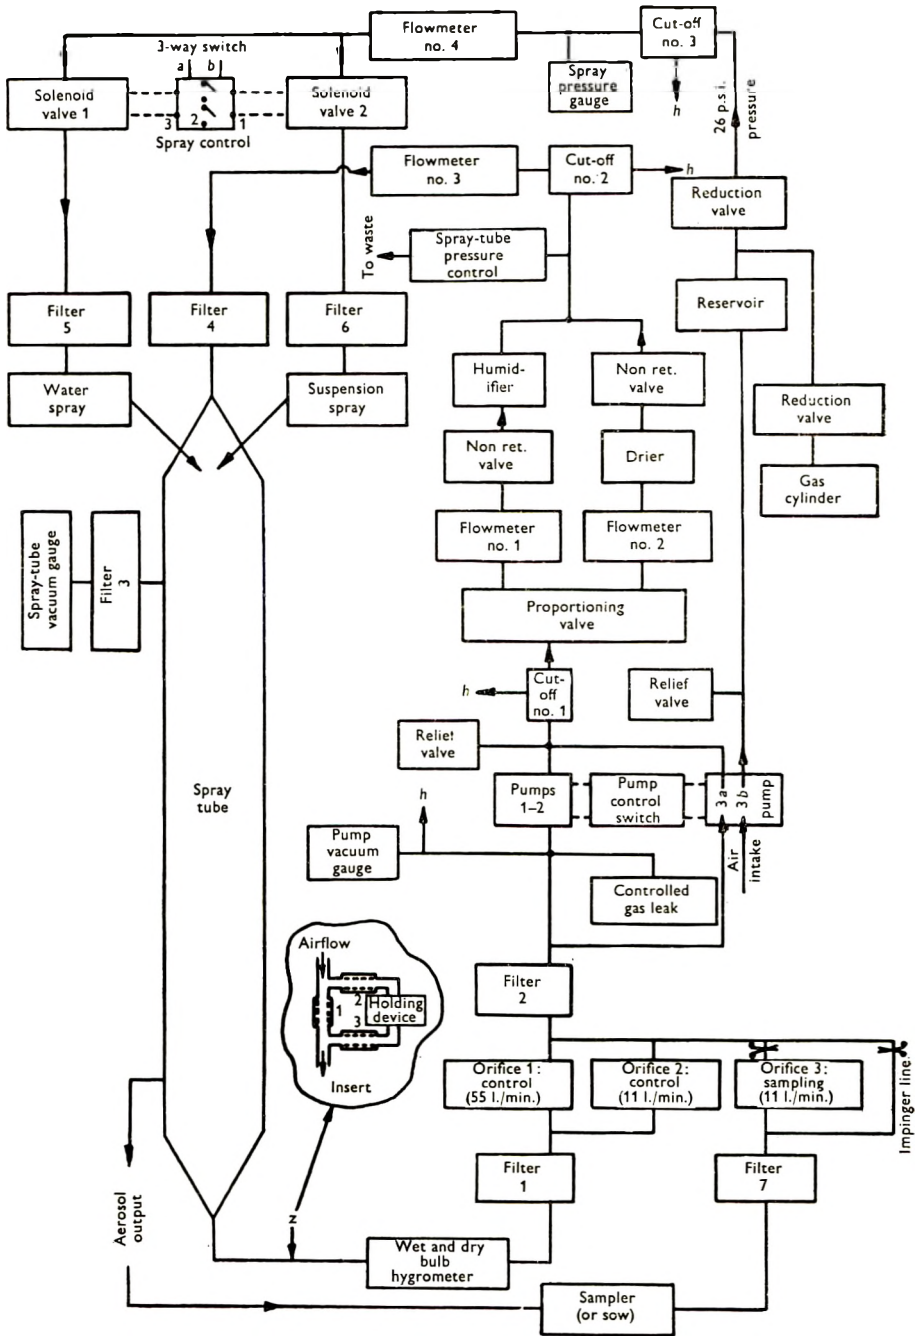 Flowmeter
no. 4
Cut-off
no. 3
3-way switch
a b
Solenoid
valve 1
Solenoid
valve 2
3 2 1
Spray control
Spray
pressure
gauge
h
26 p.s.i.
pressure
Flowmeter
no. 3
Cut-off
no. 2
h
Reduction
valve
To waste
Spray-tube
pressure
control
Filter
5
Filter
4
Filter
6
Reservoir
Water
spray
Suspension
spray
Humid-
ifier
Non ret.
valve
Reduction
valve
Non ret.
valve
Drier
Gas
cylinder
Flowmeter
no. 1
Flowmeter
no. 2
Spray-tube
vacuum gauge
Filter
3
Proportioning
valve
h
Cut-
off
no. 1
Relief
valve
Relief
valve
Spray
tube
Pumps
1-2
Pump
control
switch
3a
3b
pump
h
Pump
vacuum
gauge
Air
intake
Controlled
gas leak
Airflow
1
2
3
Holding
device
Insert
Filter
2
Orifice 1:
control
(55 l./min.)
Orifice 2:
control
(11 l./min.)
Orifice 3:
sampling
(11 l./min.)
Impinger line
Filter
1
Filter
7
Aerosol
output
z
Wet and dry
bulb
hygrometer
Sampler
(or sow)